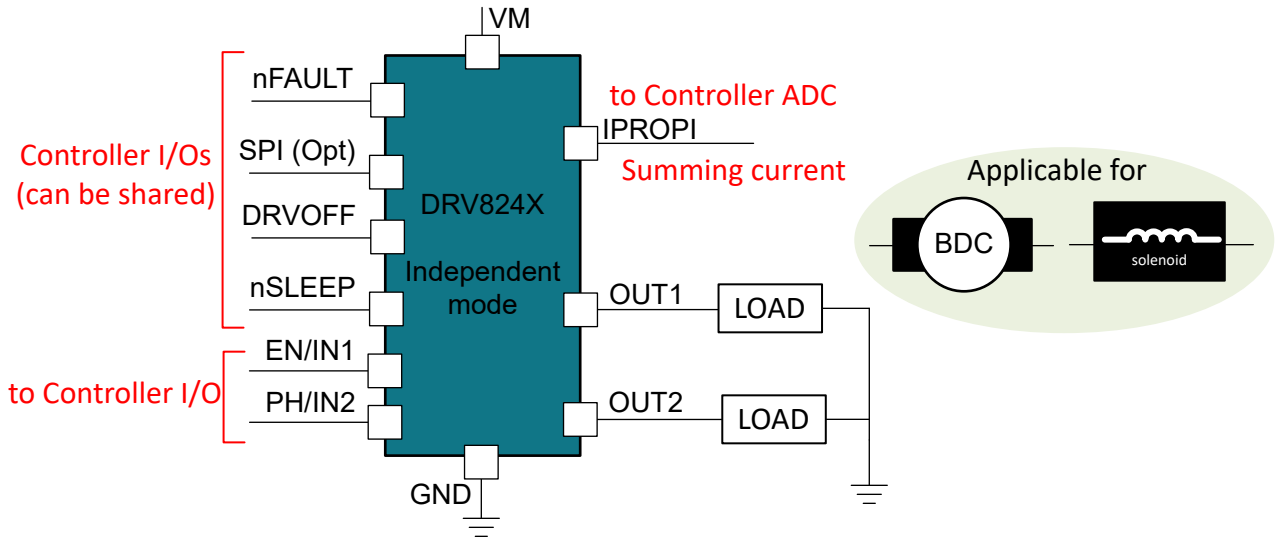 VM
nFAULT
SPI (Opt)
DRVOFF
nSLEEP
EN/IN1
PH/IN2
Controller I/Os
(can be shared)
to Controller I/O
DRV824X
Independent
mode
GND
to Controller ADC
IPROPI
Summing current
OUT1
LOAD
OUT2
LOAD
Applicable for
BDC
solenoid